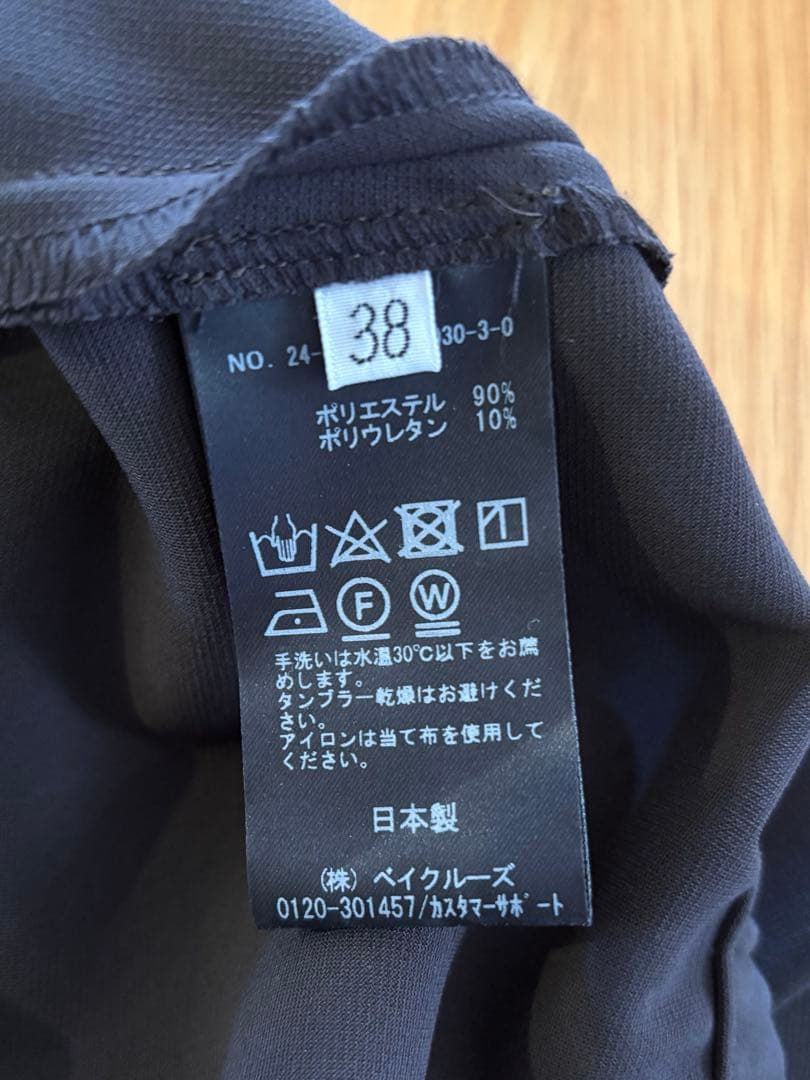 38
NO. 24- 030-3-0
ポリエステル 90%
ポリウレタン 10%
F W
手洗いは水温30℃以下をお薦
めします。
タンブラー乾燥はお避けくだ
さい。
アイロンは当て布を使用して
ください。
日本製
(株) ベイクルーズ
0120-301457/カスタマーサポート